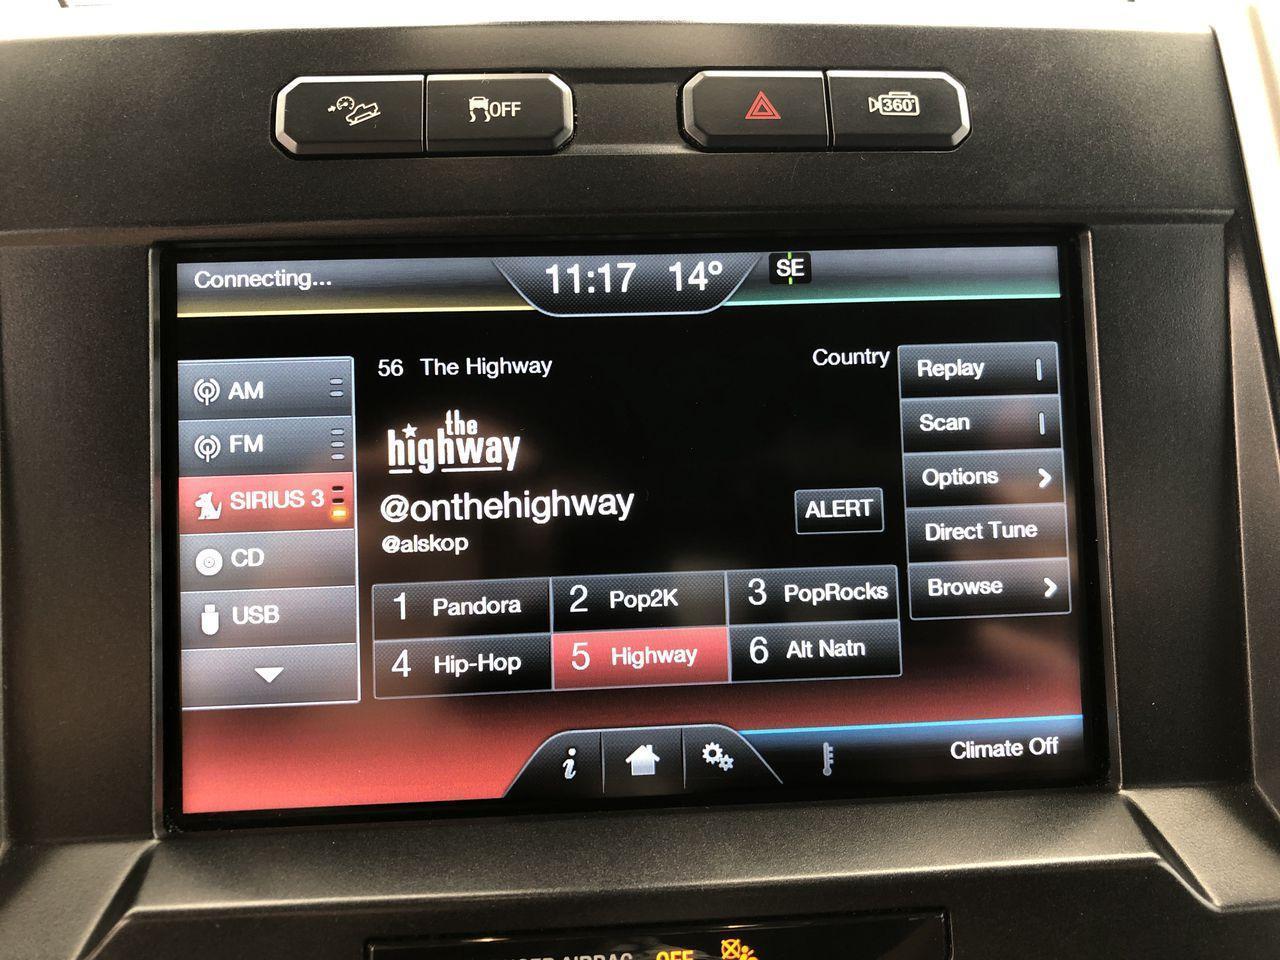 OFF
360°
Connecting...
11:17 14°
SE
AM
FM
SIRIUS 3
CD
USB
56 The Highway
Country
the
highway
@onthehighway
@alskop
ALERT
1 Pandora
2 Pop2K
3 PopRocks
4 Hip-Hop
5 Highway
6 Alt Natn
Replay
Scan
Options
Direct Tune
Browse
i
Climate Off
AIRBAG OFF